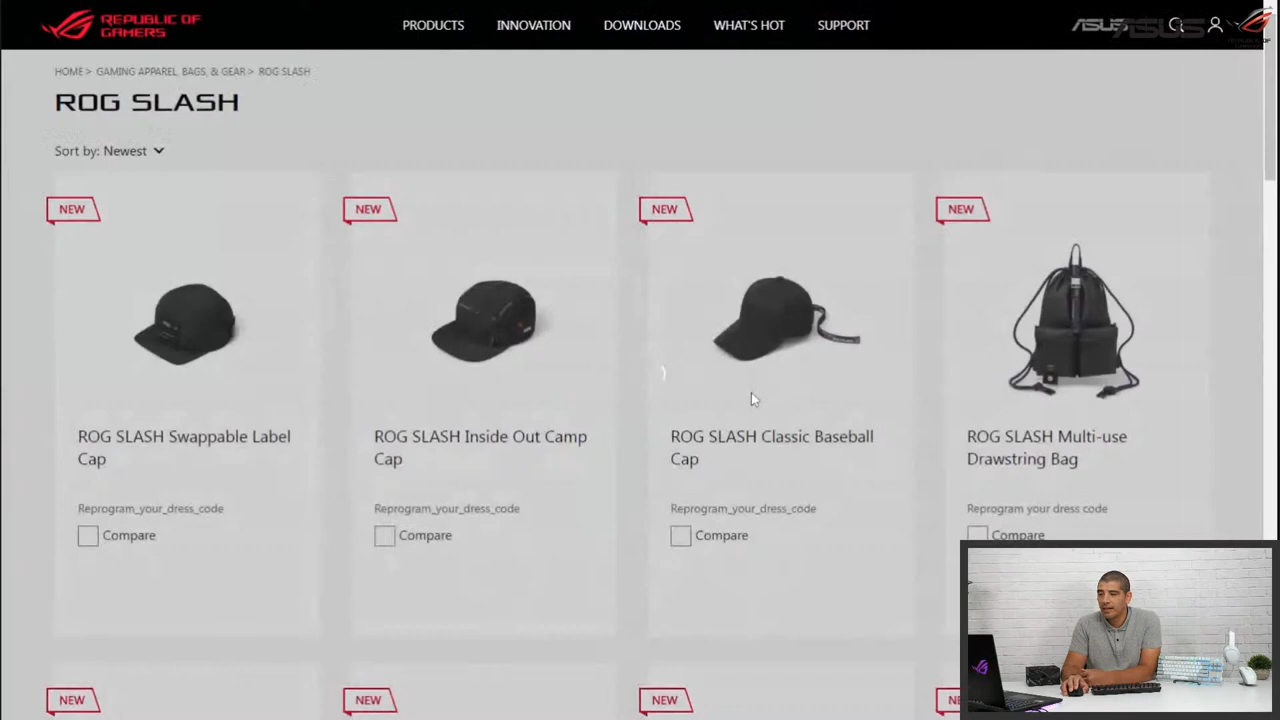 REPUBLIC OF
GAMERS
PRODUCTS
INNOVATION
DOWNLOADS
WHAT'S HOT
SUPPORT
ASUS
HOME > GAMING APPAREL, BAGS, & GEAR > ROG SLASH
ROG SLASH
Sort by: Newest
NEW
NEW
NEW
NEW
ROG SLASH Swappable Label
Cap
Reprogram_your_dress_code
Compare
ROG SLASH Inside Out Camp
Cap
Reprogram_your_dress_code
Compare
ROG SLASH Classic Baseball
Cap
Reprogram_your_dress_code
Compare
ROG SLASH Multi-use
Drawstring Bag
Reprogram your dress code
Compare
NEW
NEW
NEW